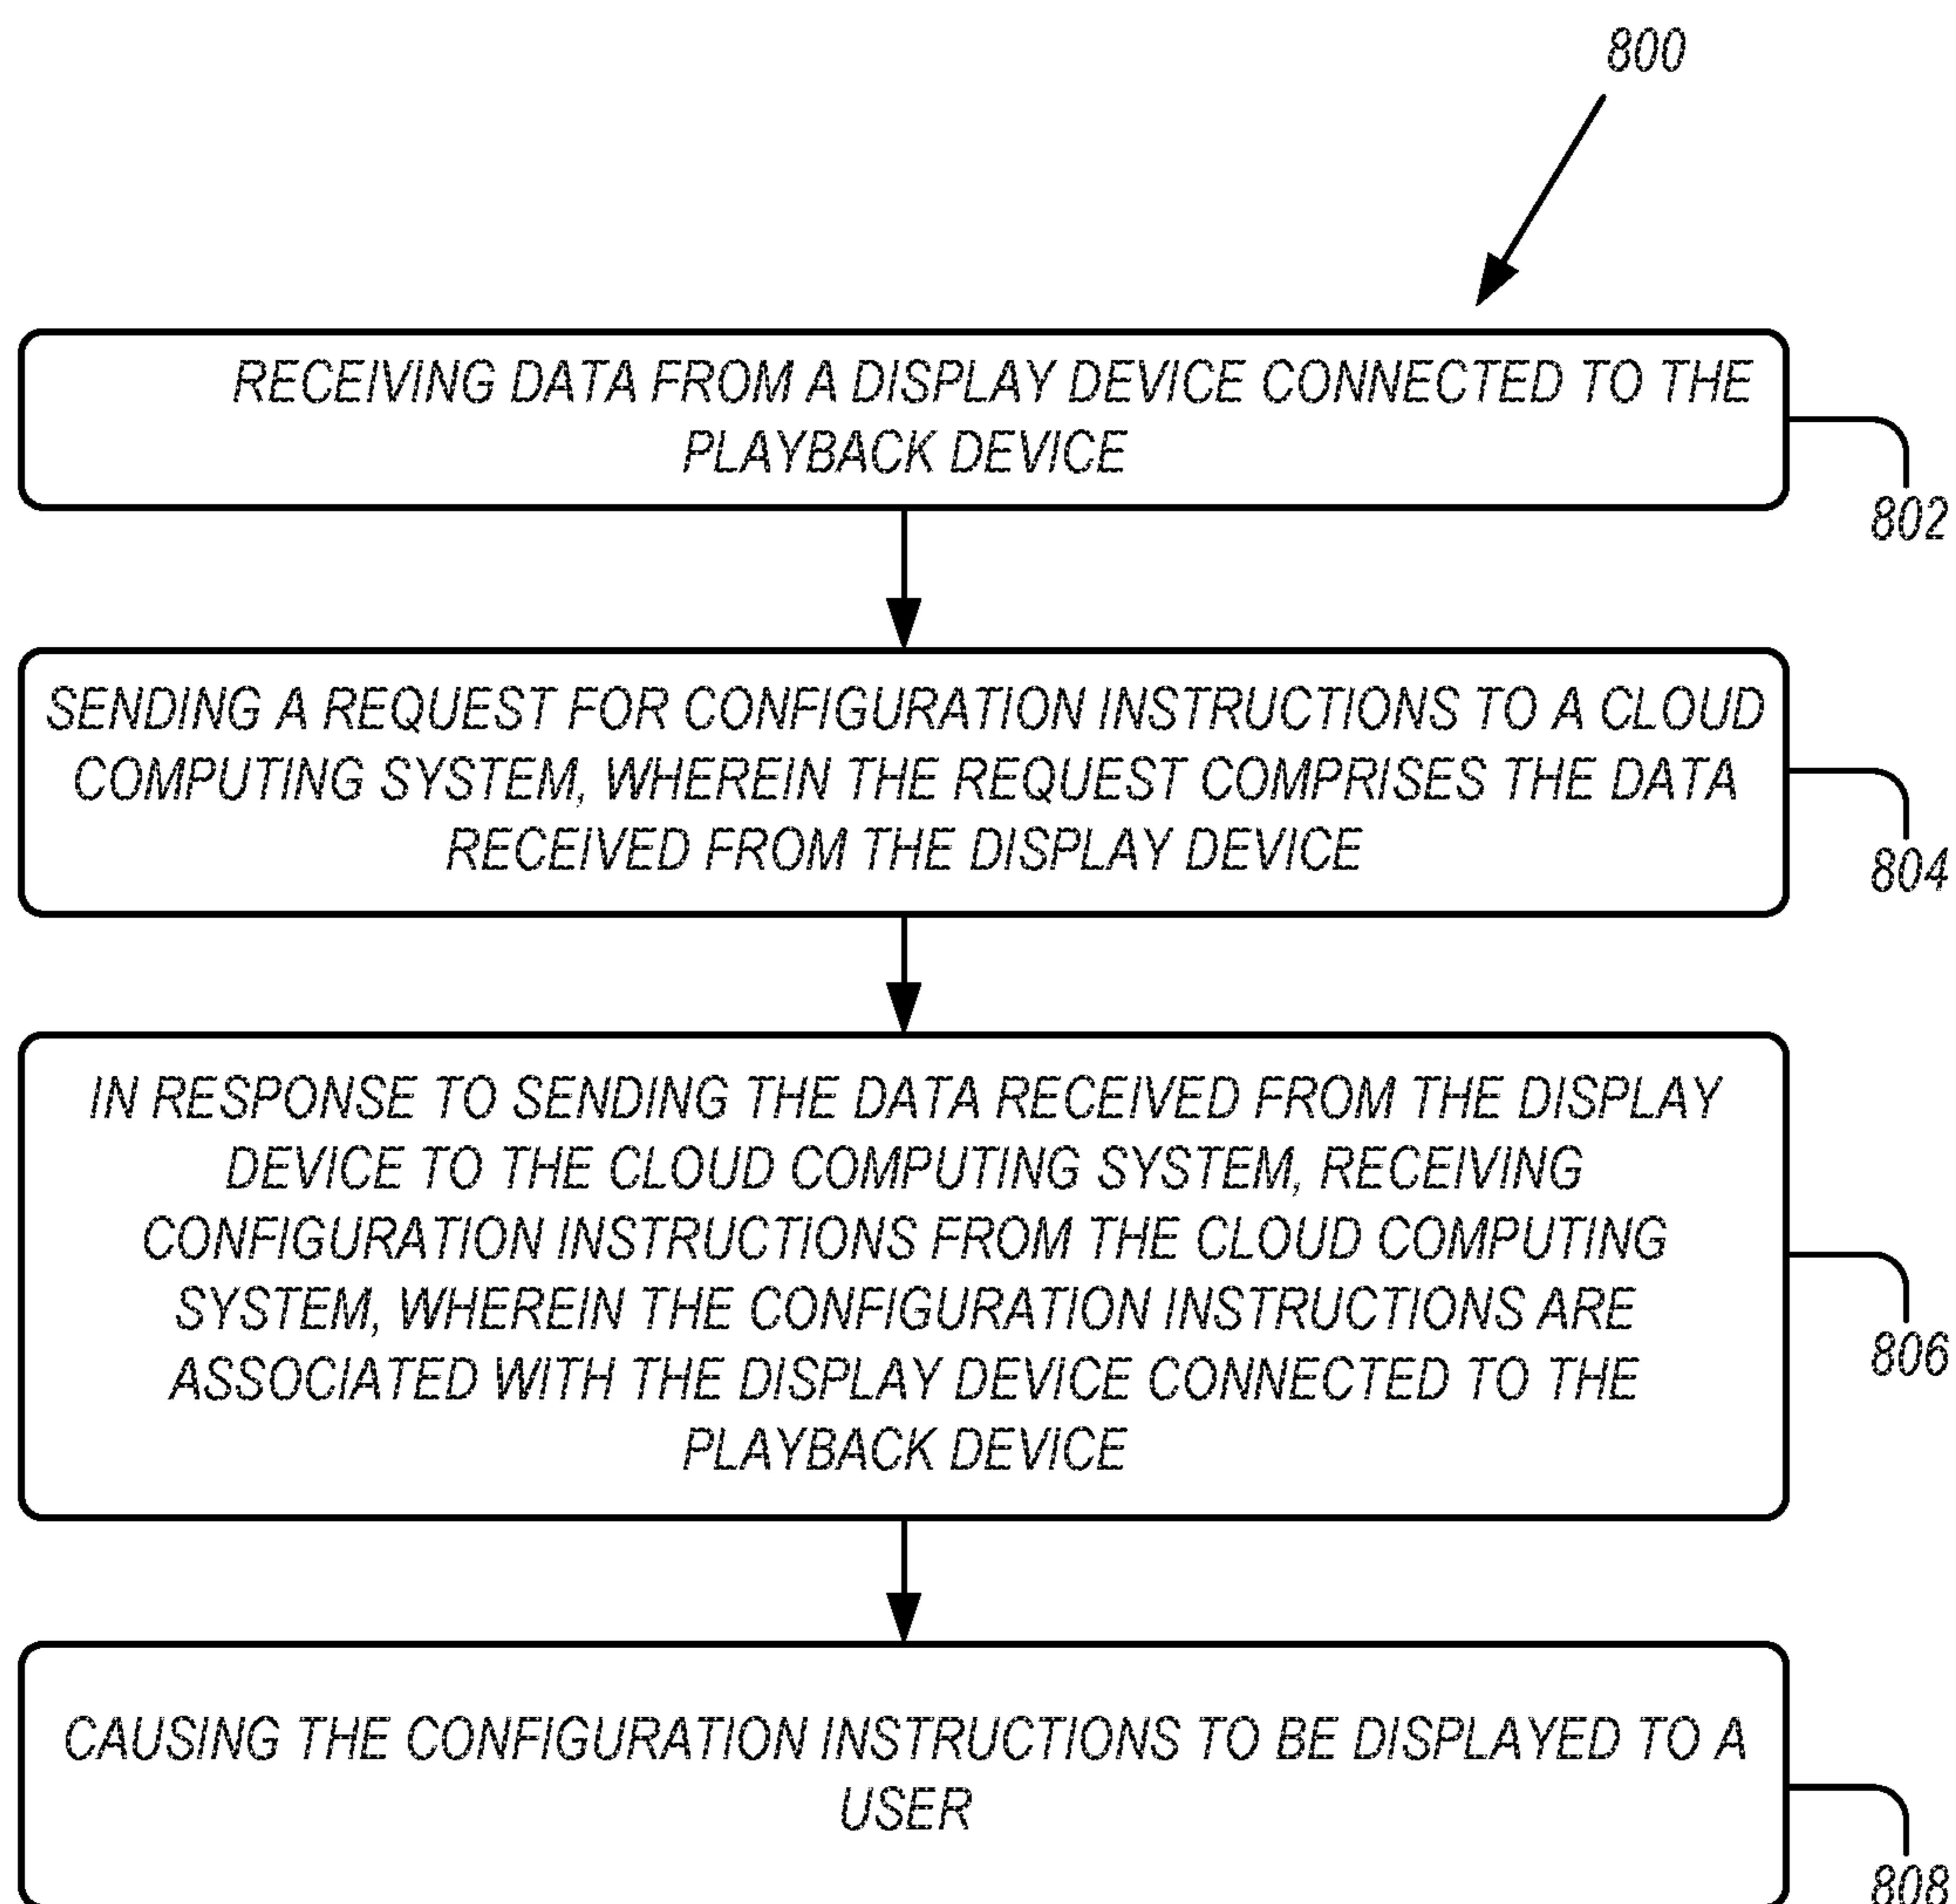 800
RECEIVING DATA FROM A DISPLAY DEVICE CONNECTED TO THE
PLAYBACK DEVICE
802
SENDING A REQUEST FOR CONFIGURATION INSTRUCTIONS TO A CLOUD
COMPUTING SYSTEM, WHEREIN THE REQUEST COMPRISES THE DATA
RECEIVED FROM THE DISPLAY DEVICE
804
IN RESPONSE TO SENDING THE DATA RECEIVED FROM THE DISPLAY
DEVICE TO THE CLOUD COMPUTING SYSTEM, RECEIVING
CONFIGURATION INSTRUCTIONS FROM THE CLOUD COMPUTING
SYSTEM, WHEREIN THE CONFIGURATION INSTRUCTIONS ARE
ASSOCIATED WITH THE DISPLAY DEVICE CONNECTED TO THE
PLAYBACK DEVICE
806
CAUSING THE CONFIGURATION INSTRUCTIONS TO BE DISPLAYED TO A
USER
808